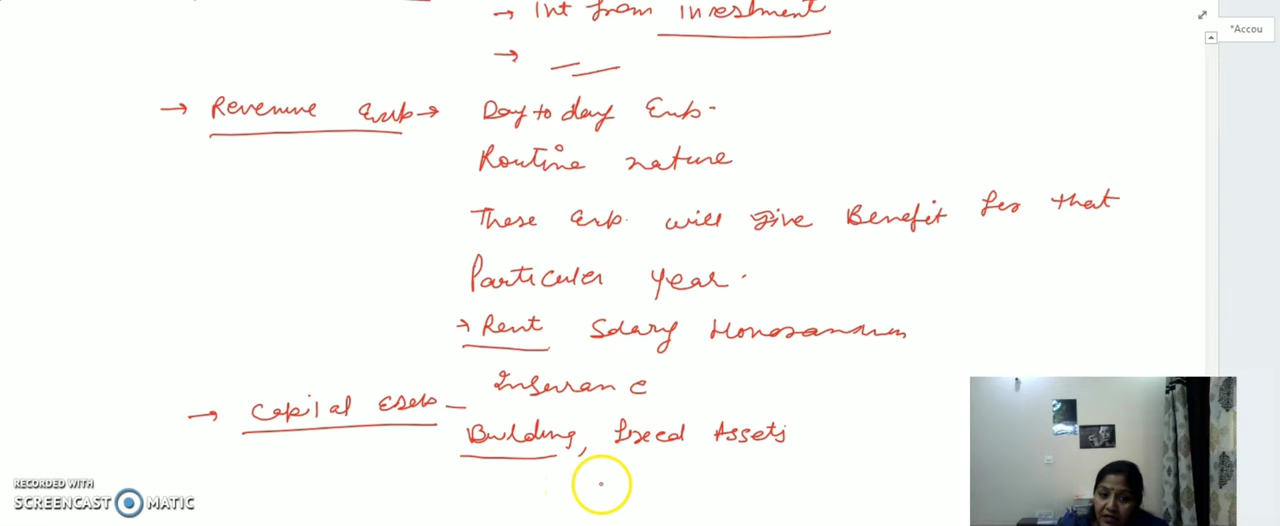 → Int from Investment
*Accou
→
→ Revenue Exp → Day to day Exp.
Routine nature
These Exp. will give Benefit for that
Particular year.
→ Rent Salary Honorarium
Insurance
→ Capital Exp -
Building, Fixed Assets
RECORDED WITH
SCREENCAST MATIC